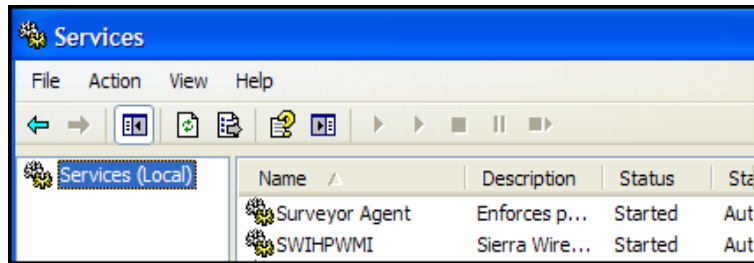 Services
File Action View Help
Services (Local)
Name Description Status Sta
Surveyor Agent Enforces p... Started Aut
SWIHPWMI Sierra Wire... Started Aut